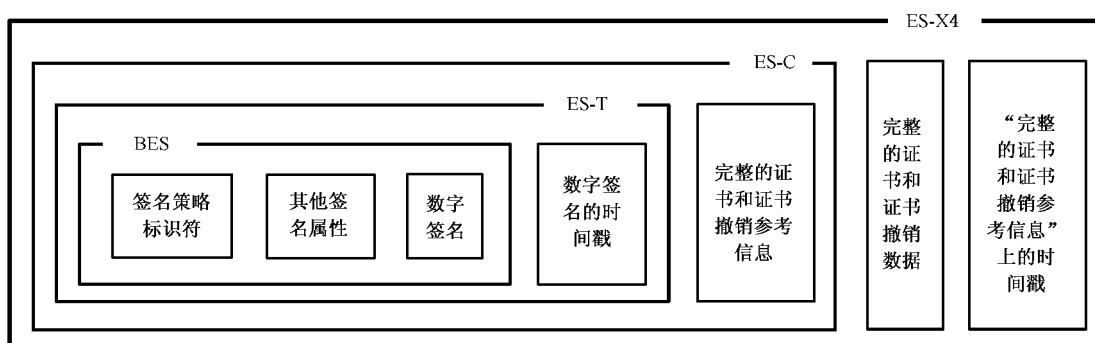 ES-X4
ES-C
ES-T
BES
签名策略
标识符
其他签
名属性
数字
签名
数字签
名的时
间戳
完整的证
书和证书
撤销参考
信息
完整
的证
书和
证书
撤销
数据
“完整
的证书
和证书
撤销参
考信息”
上的时
间戳